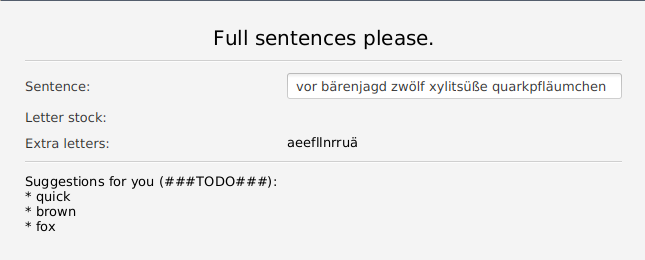 Full sentences please.
Sentence: vor bärenjagd zwölf xylitsüße quarkpfläumchen
Letter stock:
Extra letters: aeefllnrruä
Suggestions for you (###TODO###):
* quick
* brown
* fox